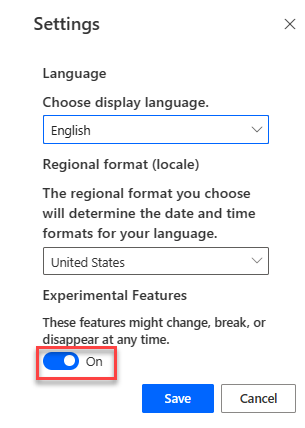 Settings
Language
Choose display language.
English
Regional format (locale)
The regional format you choose
will determine the date and time
formats for your language.
United States
Experimental Features
These features might change, break, or
disappear at any time.
On
Save Cancel